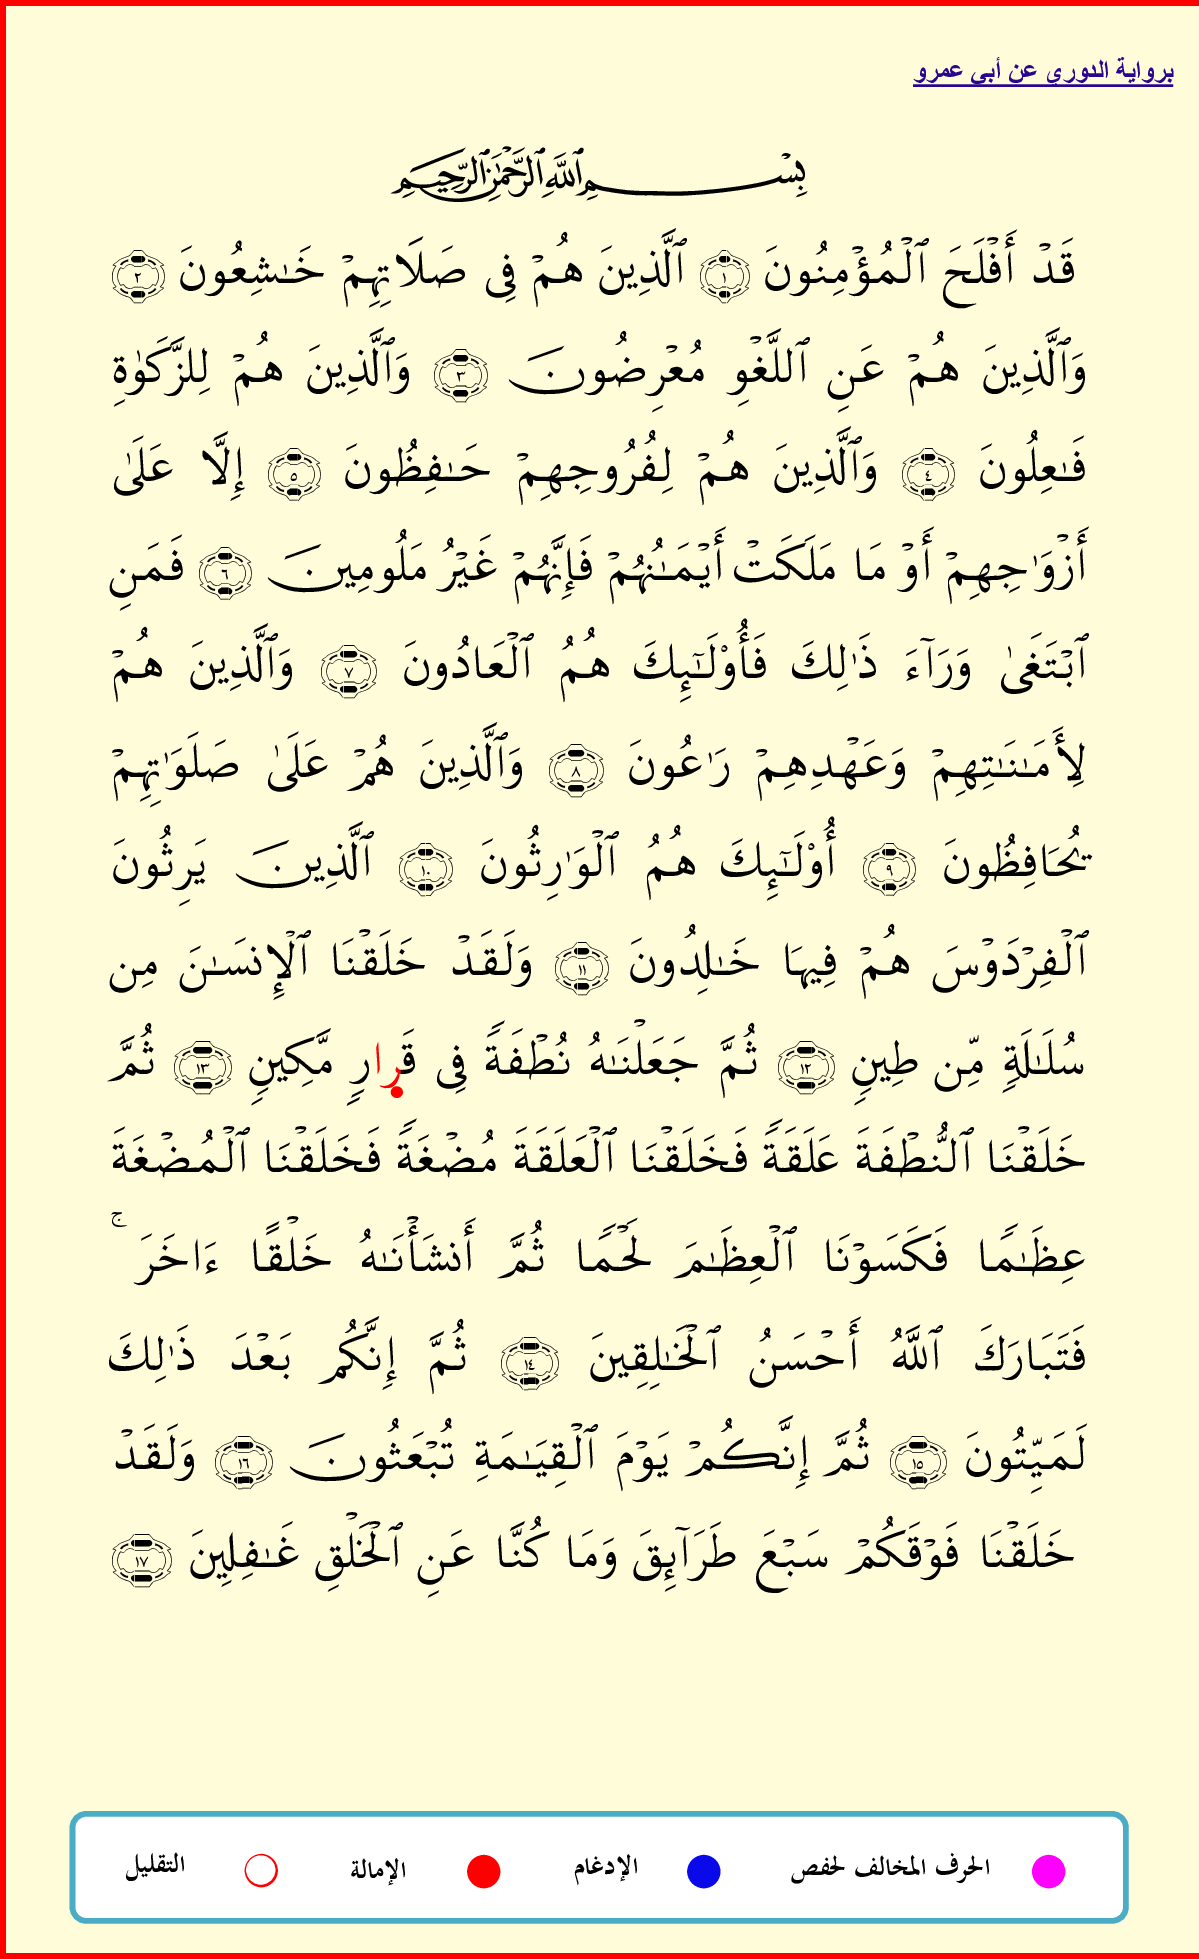 برواية الدوري عن أبي عمرو
بِسْمِ ٱللَّهِ ٱلرَّحْمَٰنِ ٱلرَّحِيمِ
قَدْ أَفْلَحَ ٱلْمُؤْمِنُونَ ١ ٱلَّذِينَ هُمْ فِى صَلَاتِهِمْ خَٰشِعُونَ ٢
وَٱلَّذِينَ هُمْ عَنِ ٱللَّغْوِ مُعْرِضُونَ ٣ وَٱلَّذِينَ هُمْ لِلزَّكَوٰةِ
فَٰعِلُونَ ٤ وَٱلَّذِينَ هُمْ لِفُرُوجِهِمْ حَٰفِظُونَ ٥ إِلَّا عَلَىٰ
أَزْوَٰجِهِمْ أَوْ مَا مَلَكَتْ أَيْمَٰنُهُمْ فَإِنَّهُمْ غَيْرُ مَلُومِينَ ٦ فَمَنِ
ٱبْتَغَىٰ وَرَآءَ ذَٰلِكَ فَأُوْلَٰٓئِكَ هُمُ ٱلْعَادُونَ ٧ وَٱلَّذِينَ هُمْ
لِأَمَٰنَٰتِهِمْ وَعَهْدِهِمْ رَٰعُونَ ٨ وَٱلَّذِينَ هُمْ عَلَىٰ صَلَوَٰتِهِمْ
يُحَافِظُونَ ٩ أُوْلَٰٓئِكَ هُمُ ٱلْوَٰرِثُونَ ١٠ ٱلَّذِينَ يَرِثُونَ
ٱلْفِرْدَوْسَ هُمْ فِيهَا خَٰلِدُونَ ١١ وَلَقَدْ خَلَقْنَا ٱلْإِنسَٰنَ مِن
سُلَٰلَةٍ مِّن طِينٍ ١٢ ثُمَّ جَعَلْنَٰهُ نُطْفَةً فِى قَرارٍ مَّكِينٍ ١٣ ثُمَّ
خَلَقْنَا ٱلنُّطْفَةَ عَلَقَةً فَخَلَقْنَا ٱلْعَلَقَةَ مُضْغَةً فَخَلَقْنَا ٱلْمُضْغَةَ
عِظَٰمًا فَكَسَوْنَا ٱلْعِظَٰمَ لَحْمًا ثُمَّ أَنشَأْنَٰهُ خَلْقًا ءَاخَرَ ۚ
فَتَبَارَكَ ٱللَّهُ أَحْسَنُ ٱلْخَٰلِقِينَ ١٤ ثُمَّ إِنَّكُم بَعْدَ ذَٰلِكَ
لَمَيِّتُونَ ١٥ ثُمَّ إِنَّكُمْ يَوْمَ ٱلْقِيَٰمَةِ تُبْعَثُونَ ١٦ وَلَقَدْ
خَلَقْنَا فَوْقَكُمْ سَبْعَ طَرَآئِقَ وَمَا كُنَّا عَنِ ٱلْخَلْقِ غَٰفِلِينَ ١٧
الحرف المخالف لحفص الإدغام الإمالة التقليل